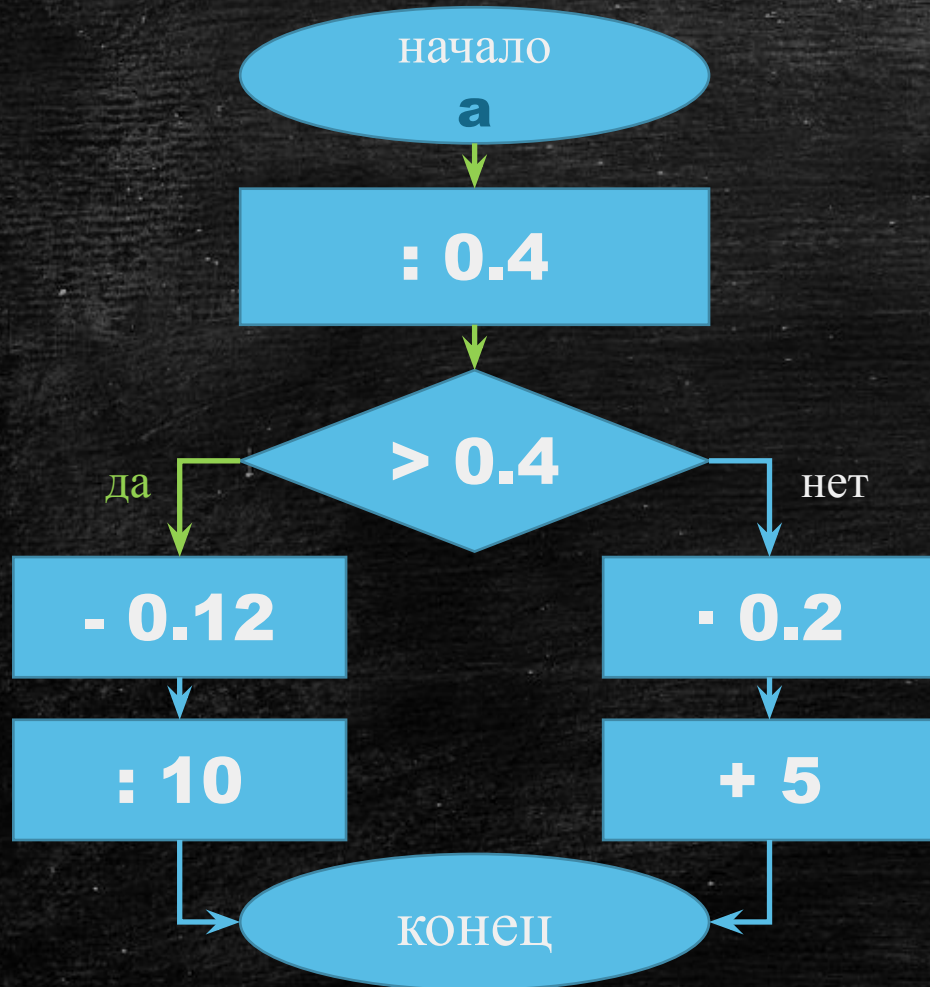 начало
a
: 0.4
> 0.4
да
нет
- 0.12
· 0.2
: 10
+ 5
конец